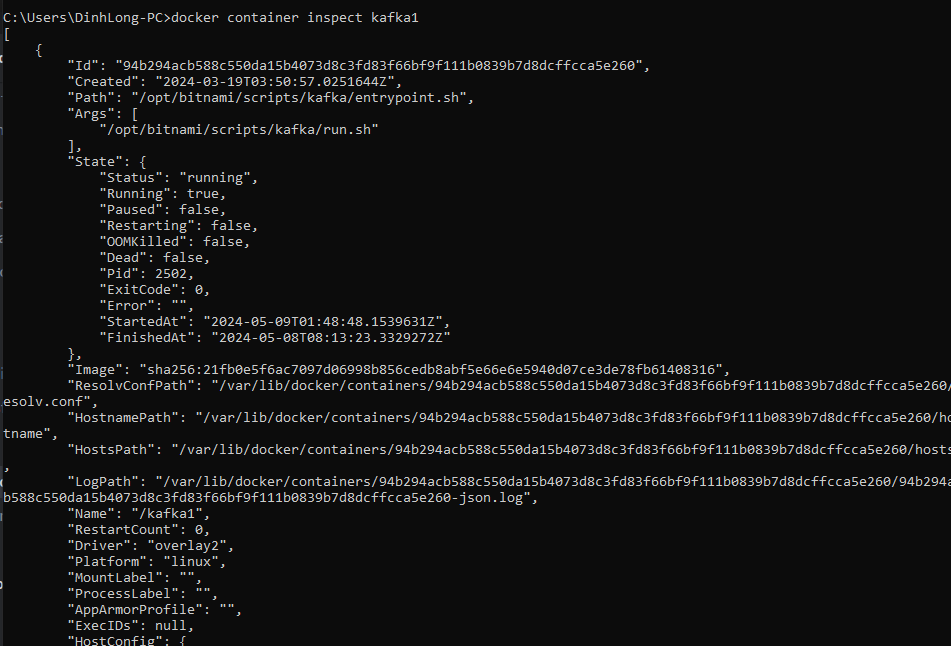 C:\Users\DinhLong-PC>docker container inspect kafka1
[
    {
        "Id": "94b294acb588c550da15b4073d8c3fd83f66bf9f111b0839b7d8dcffcca5e260",
        "Created": "2024-03-19T03:50:57.0251644Z",
        "Path": "/opt/bitnami/scripts/kafka/entrypoint.sh",
        "Args": [
            "/opt/bitnami/scripts/kafka/run.sh"
        ],
        "State": {
            "Status": "running",
            "Running": true,
            "Paused": false,
            "Restarting": false,
            "OOMKilled": false,
            "Dead": false,
            "Pid": 2502,
            "ExitCode": 0,
            "Error": "",
            "StartedAt": "2024-05-09T01:48:48.1539631Z",
            "FinishedAt": "2024-05-08T08:13:23.3329272Z"
        },
        "Image": "sha256:21fb0e5f6ac7097d06998b856cedb8abf5e66e6e5940d07ce3de78fb61408316",
        "ResolvConfPath": "/var/lib/docker/containers/94b294acb588c550da15b4073d8c3fd83f66bf9f111b0839b7d8dcffcca5e260/
esolv.conf",
        "HostnamePath": "/var/lib/docker/containers/94b294acb588c550da15b4073d8c3fd83f66bf9f111b0839b7d8dcffcca5e260/ho
tname",
        "HostsPath": "/var/lib/docker/containers/94b294acb588c550da15b4073d8c3fd83f66bf9f111b0839b7d8dcffcca5e260/hosts
,
        "LogPath": "/var/lib/docker/containers/94b294acb588c550da15b4073d8c3fd83f66bf9f111b0839b7d8dcffcca5e260/94b294a
b588c550da15b4073d8c3fd83f66bf9f111b0839b7d8dcffcca5e260-json.log",
        "Name": "/kafka1",
        "RestartCount": 0,
        "Driver": "overlay2",
        "Platform": "linux",
        "MountLabel": "",
        "ProcessLabel": "",
        "AppArmorProfile": "",
        "ExecIDs": null,
        "HostConfig": {